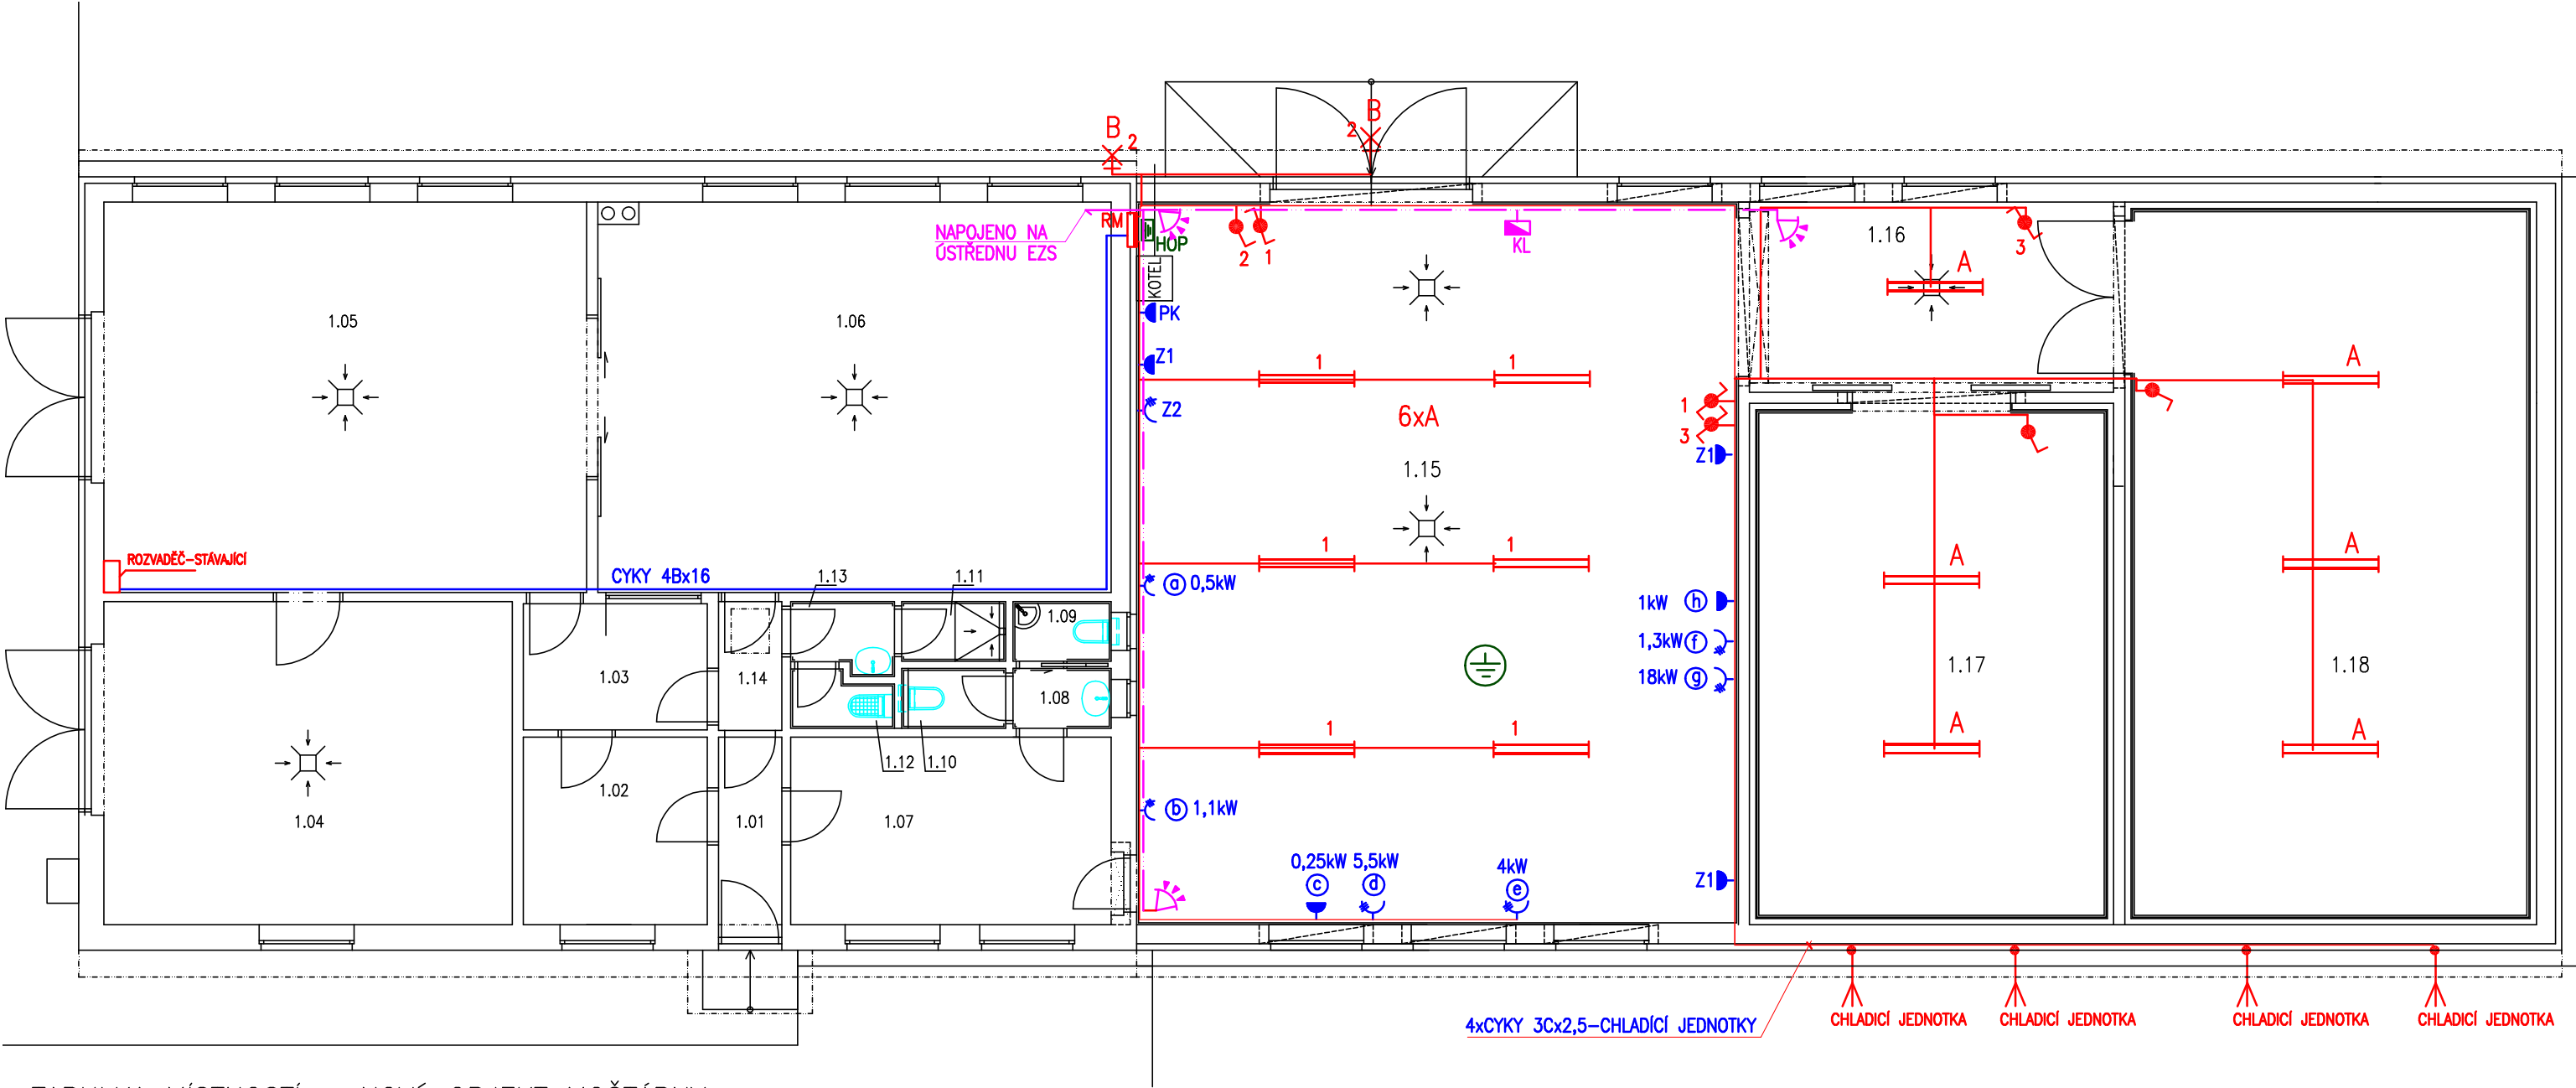 B
2
B
2
NAPOJENO NA
ÚSTŘEDNU EZS
RM
HOP
KOTEL
2
1
KL
1.16
3
A
1.05
1.06
PK
Z1
Z2
1
1
6xA
1
3
Z1
1.15
A
ROZVADĚČ-STÁVAJÍCÍ
CYKY 4Bx16
1.13
1.11
1.09
a 0,5kW
1
1
1kW h
1,3kW f
18kW g
A
A
1.03
1.14
1.08
1.17
1.18
1.12
1.10
1
1
A
A
1.04
1.02
1.01
1.07
b 1,1kW
0,25kW 5,5kW
c
d
4kW
e
Z1
4xCYKY 3Cx2,5-CHLADÍCÍ JEDNOTKY
CHLADICÍ JEDNOTKA
CHLADICÍ JEDNOTKA
CHLADICÍ JEDNOTKA
CHLADICÍ JEDNOTKA